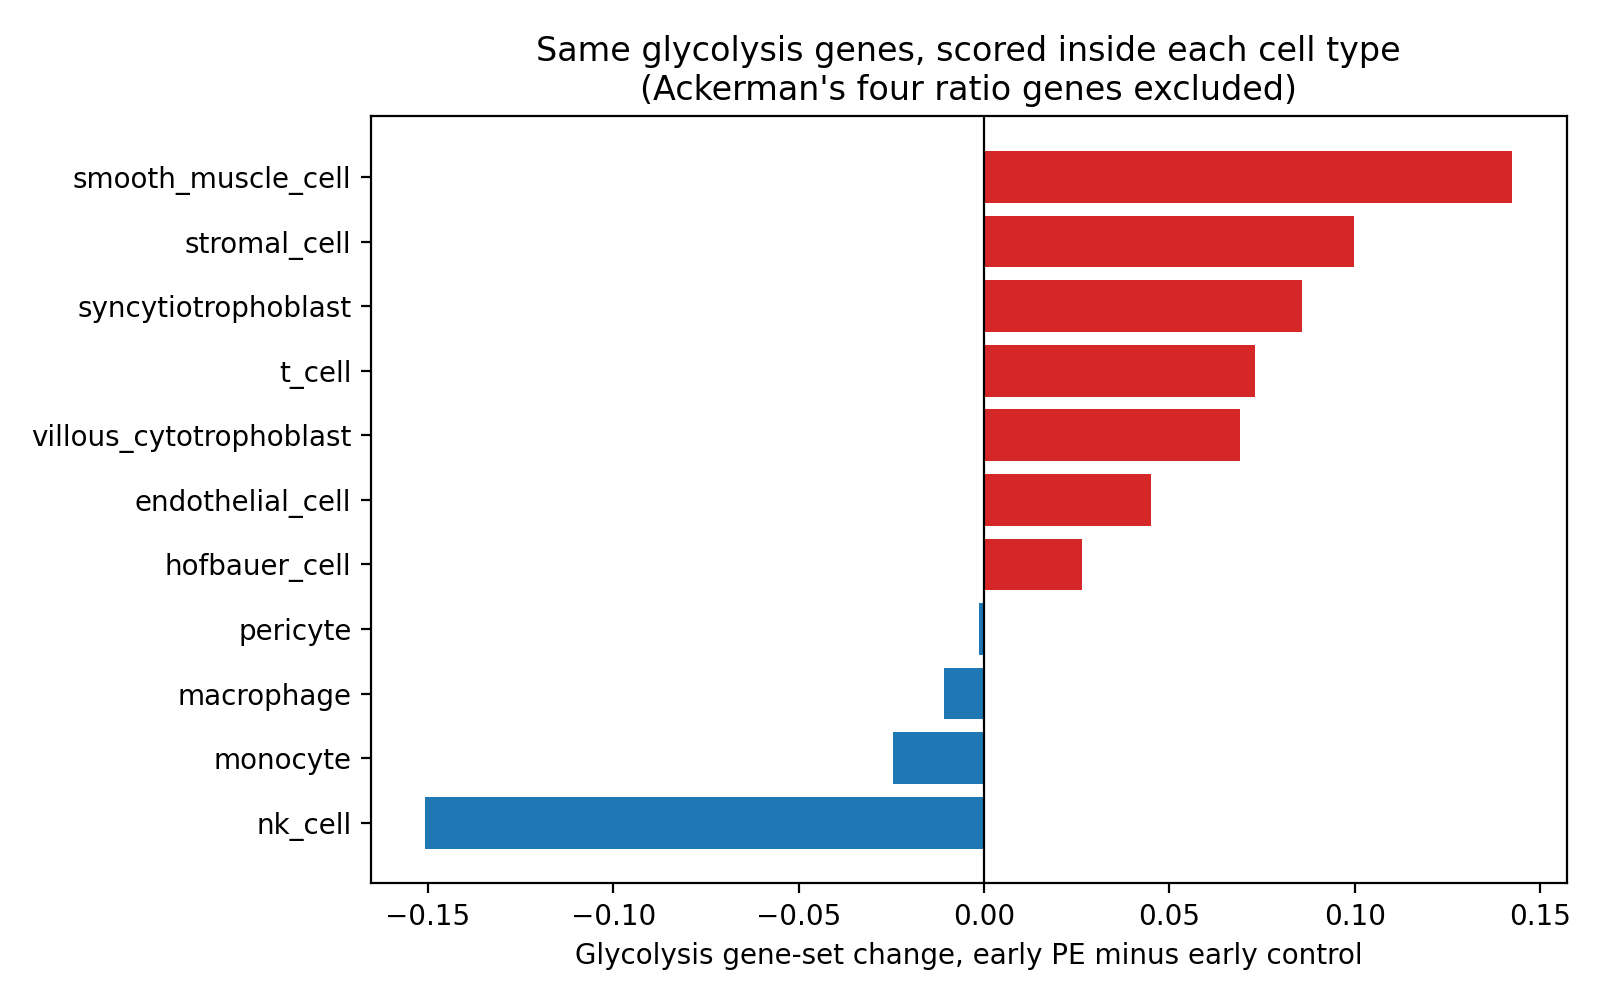 Same glycolysis genes, scored inside each cell type
(Ackerman's four ratio genes excluded)
smooth_muscle_cell
stromal_cell
syncytiotrophoblast
t_cell
villous_cytotrophoblast
endothelial_cell
hofbauer_cell
pericyte
macrophage
monocyte
nk_cell
−0.15 −0.10 −0.05 0.00 0.05 0.10 0.15
Glycolysis gene-set change, early PE minus early control